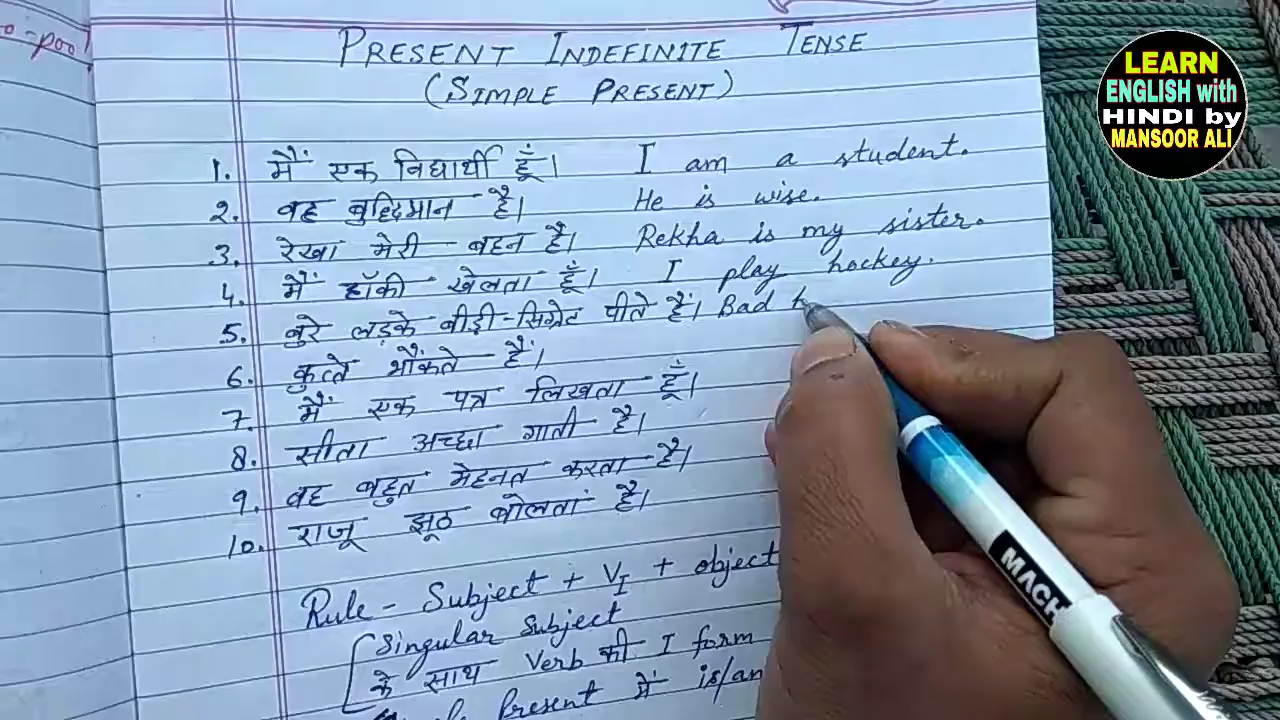 PRESENT INDEFINITE TENSE
(SIMPLE PRESENT)
LEARN
ENGLISH with
HINDI by
MANSOOR ALI
1. मैं एक विद्यार्थी हूँ। I am a student.
2. वह बुद्धिमान है। He is wise.
3. रेखा मेरी बहन है। Rekha is my sister.
4. मैं हॉकी खेलता हूँ। I play hockey.
5. बुरे लड़के बीड़ी-सिग्रेट पीते हैं। Bad
6. कुत्ते भौंकते हैं।
7. मैं एक पत्र लिखता हूँ।
8. सीता अच्छा गाती है।
9. वह बहुत मेहनत करता है।
10. राजू झूठ बोलता है।
Rule - Subject + VI + object
Singular subject
के साथ Verb की I form
Present में is/am
MACH